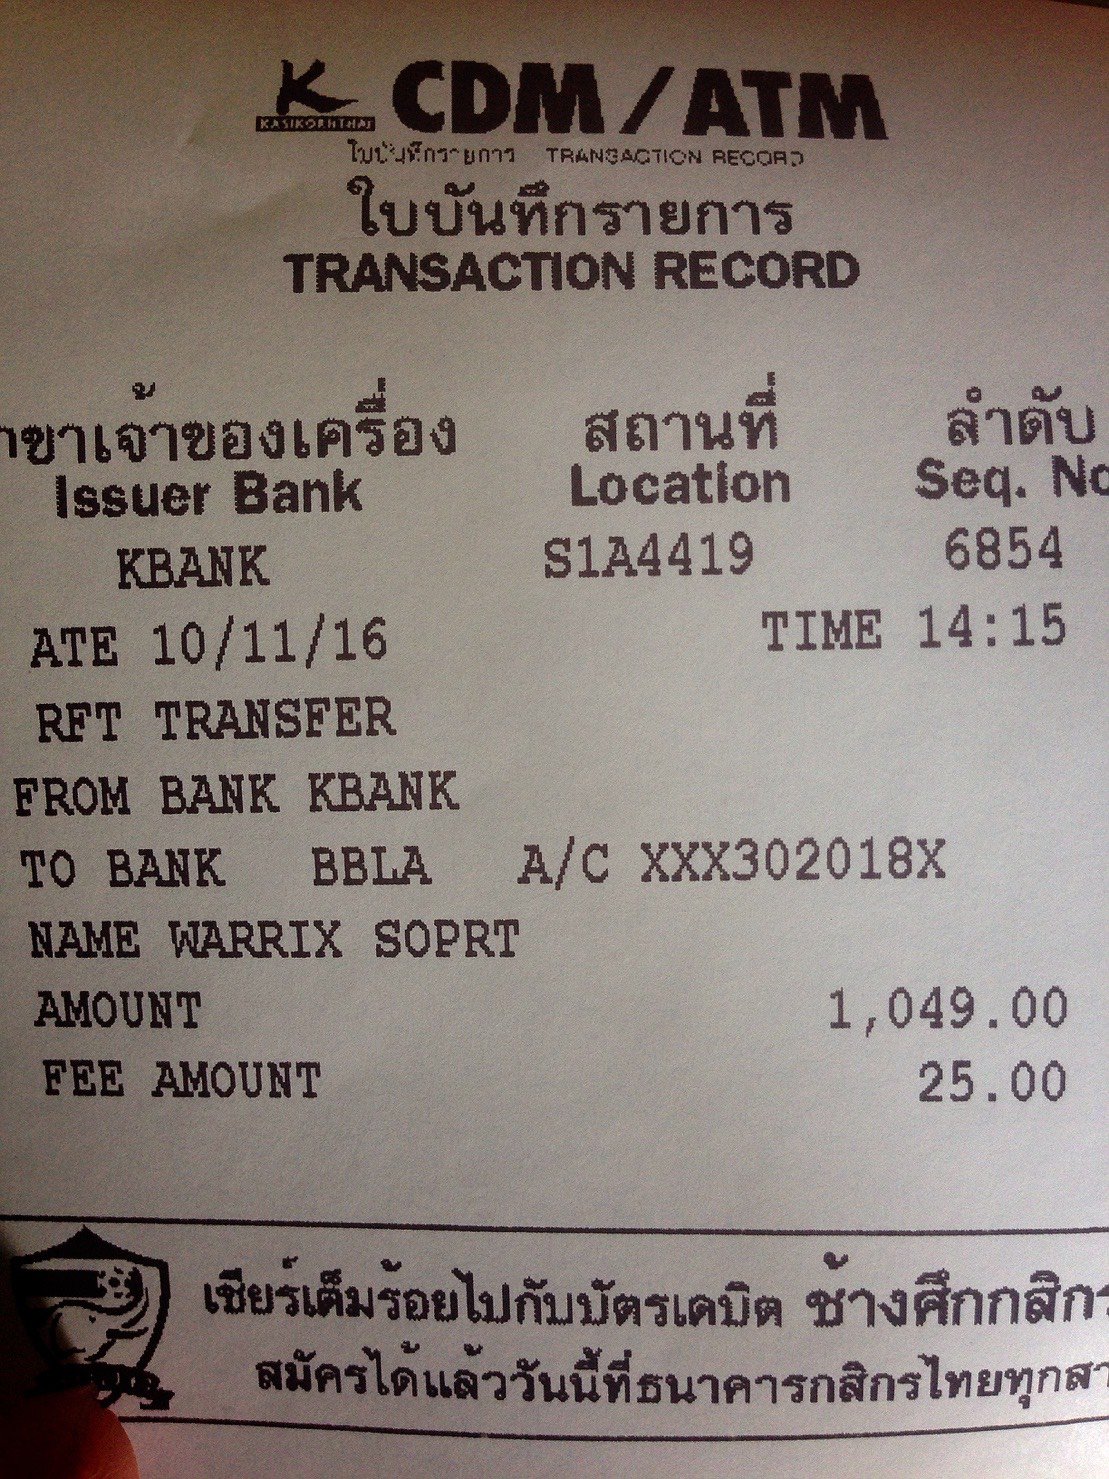 K CDM/ATM
KASIKORNTHAI
ใบบันทึกรายการ TRANSACTION RECORD
ใบบันทึกรายการ
TRANSACTION RECORD
ขาเจ้าของเครื่อง สถานที่ ลำดับ
Issuer Bank Location Seq. No
KBANK S1A4419 6854
ATE 10/11/16 TIME 14:15
RFT TRANSFER
FROM BANK KBANK
TO BANK BBLA A/C XXX302018X
NAME WARRIX SOPRT
AMOUNT 1,049.00
FEE AMOUNT 25.00
เชียร์เต็มร้อยไปกับบัตรเดบิต ช้างศึกกสิกร
สมัครได้แล้ววันนี้ที่ธนาคารกสิกรไทยทุกสา